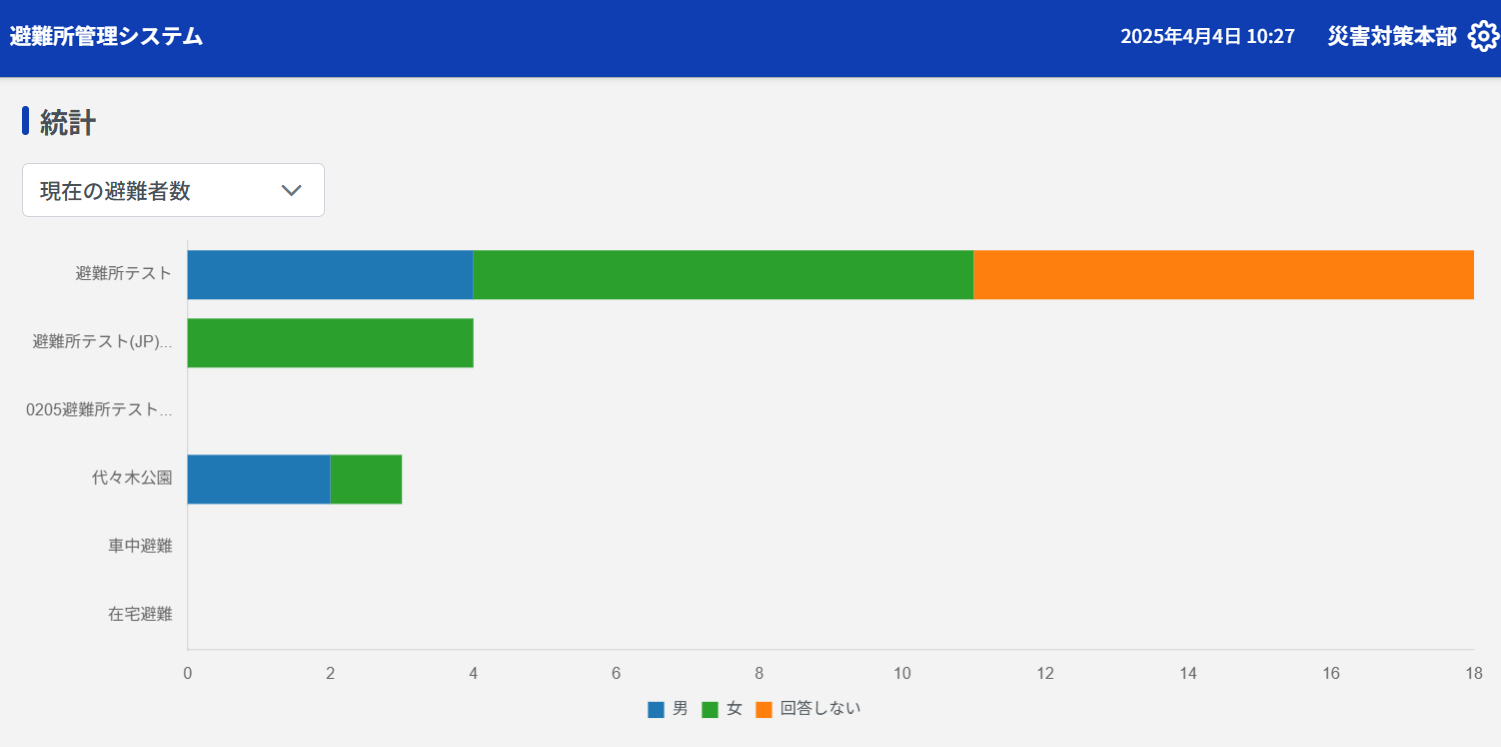 避難所管理システム
2025年4月4日 10:27 災害対策本部
統計
現在の避難者数
避難所テスト
避難所テスト(JP)...
0205避難所テスト...
代々木公園
車中避難
在宅避難
0 2 4 6 8 10 12 14 16 18
男 女 回答しない